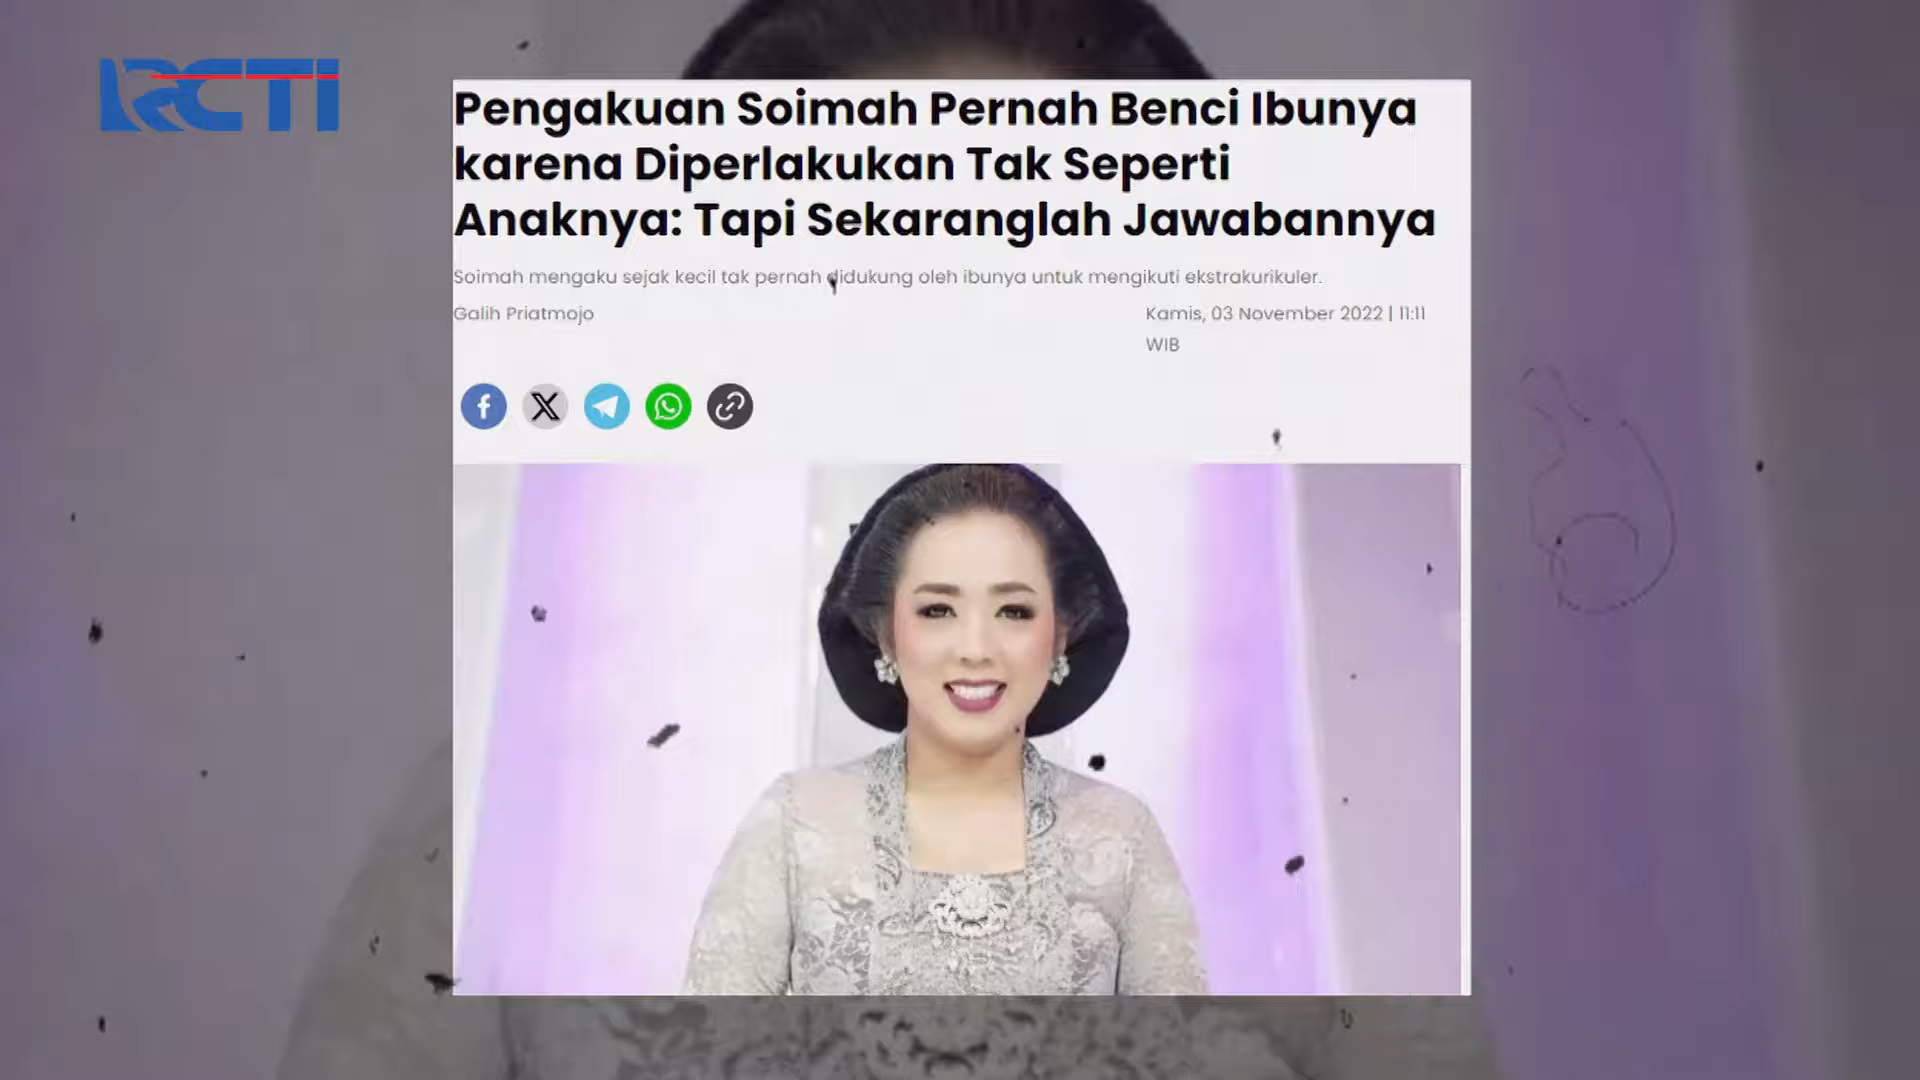 RCTI
Pengakuan Soimah Pernah Benci Ibunya
karena Diperlakukan Tak Seperti
Anaknya: Tapi Sekaranglah Jawabannya
Soimah mengaku sejak kecil tak pernah didukung oleh ibunya untuk mengikuti ekstrakurikuler.
Galih Priatmojo
Kamis, 03 November 2022 | 11:11
WIB